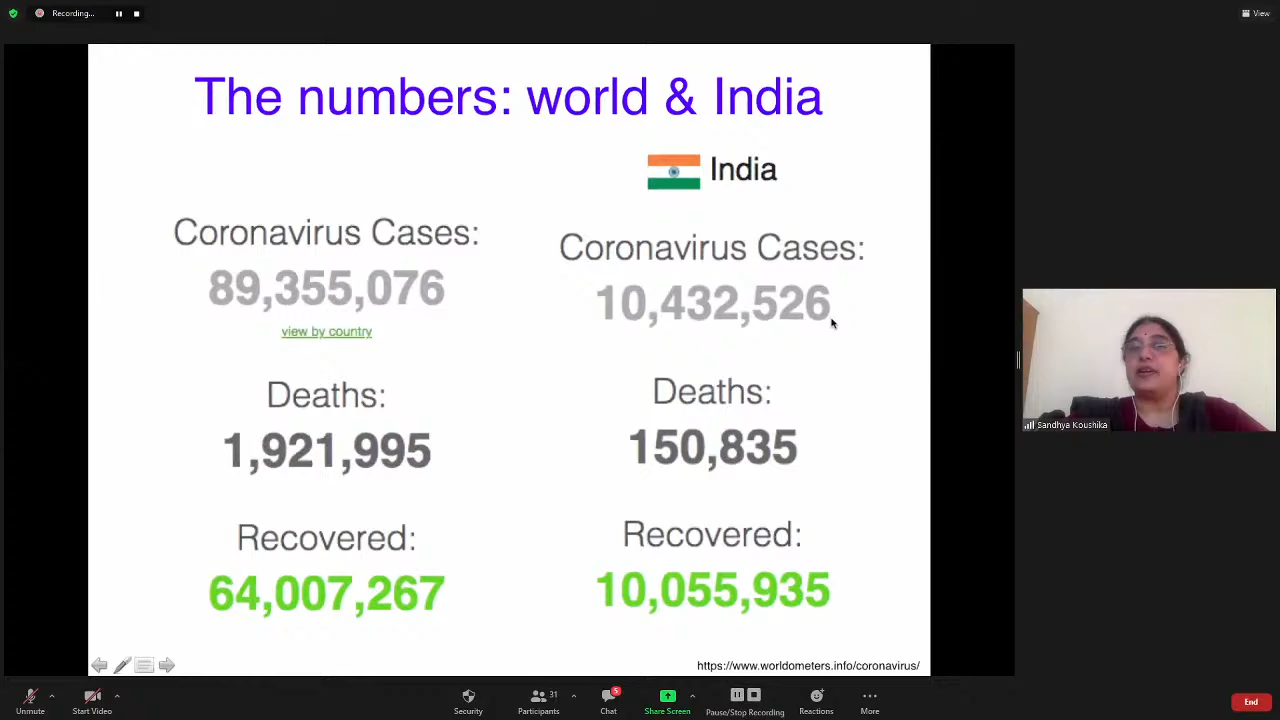 Recording...
View
The numbers: world & India
India
Coronavirus Cases:
89,355,076
view by country
Deaths:
1,921,995
Recovered:
64,007,267
Coronavirus Cases:
10,432,526
Deaths:
150,835
Recovered:
10,055,935
https://www.worldometers.info/coronavirus/
Sandhya Koushika
Unmute
Start Video
Security
Participants
31
Chat
5
Share Screen
Pause/Stop Recording
Reactions
More
End